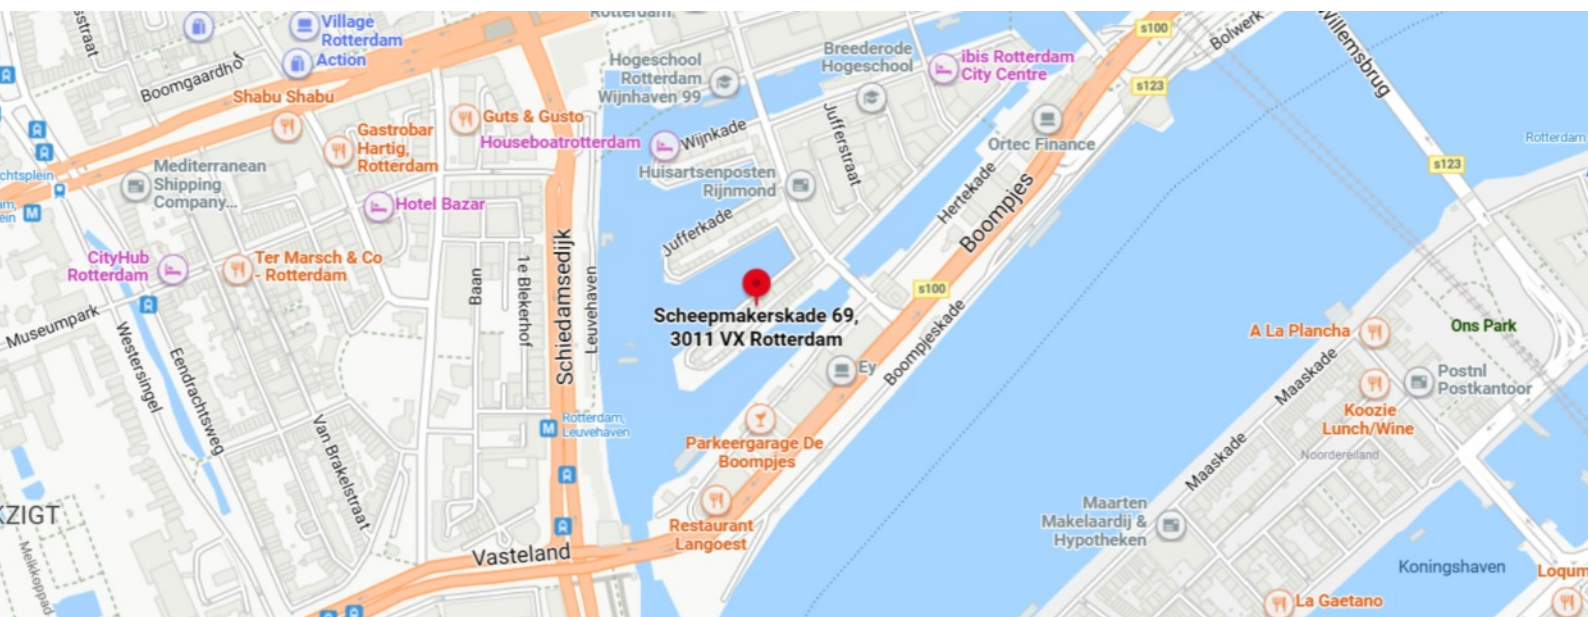 Village
Rotterdam
Action
Boomgaardhof
Shabu Shabu
Gastrobar
Hartig,
Rotterdam
Guts & Gusto
Houseboatrotterdam
Mediterranean
Shipping
Company...
Hotel Bazar
CityHub
Rotterdam
Ter Marsch & Co
- Rotterdam
Museumpark
Westersingel
Eendrachtsweg
Van Brakelstraat
Baan
1e Blekerhof
Schiedamsedijk
Leuvehaven
Rotterdam,
Leuvehaven
Vasteland
Melkkoppad
Rotterdam
Hogeschool
Rotterdam
Wijnhaven 99
Breederode
Hogeschool
ibis Rotterdam
City Centre
Wijnkade
Jufferstraat
Huisartsenposten
Rijnmond
Jufferkade
Ortec Finance
Hertekade
Boompjes
Scheepmakerskade 69,
3011 VX Rotterdam
s100
s123
Bolwerk
Willemsbrug
s123
Rotterdam
s100
Boompjeskade
Ey
Parkeergarage De
Boompjes
Restaurant
Langoest
A La Plancha
Ons Park
Postnl
Postkantoor
Koozie
Lunch/Wine
Noordereiland
Maaskade
Maaskade
Maarten
Makelaardij &
Hypotheken
Koningshaven
La Gaetano
M
M